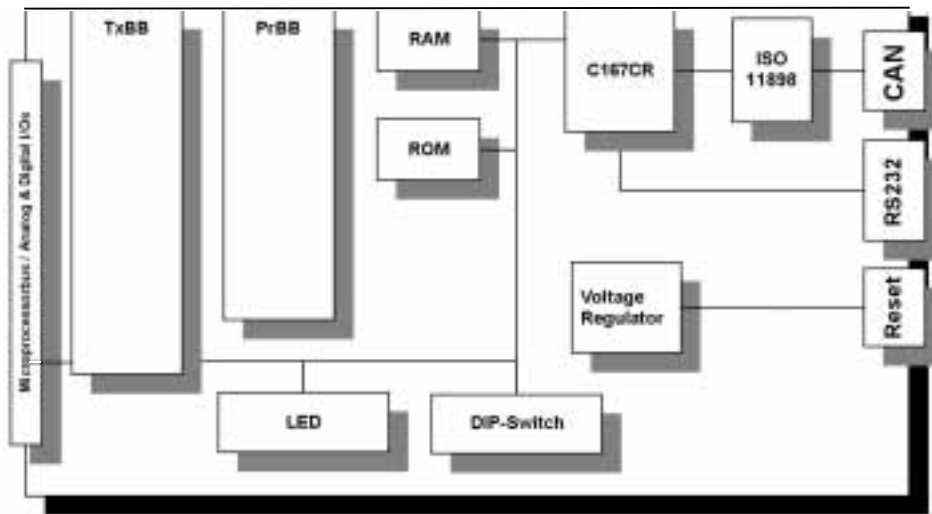 TxBB
PrBB
RAM
C167CR
ISO
11898
CAN
ROM
RS232
Microprocessorbus / Analog & Digital I/Os
Voltage
Regulator
Reset
LED
DIP-Switch